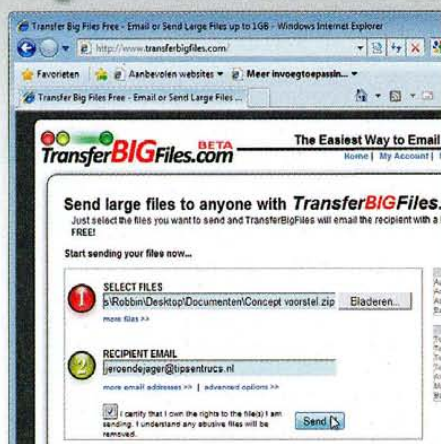 Transfer Big Files Free - Email or Send Large Files up to 1GB - Windows Internet Explorer
http://www.transferbigfiles.com/
Favorieten Aanbevolen websites Meer invoegtoepassin...
Transfer Big Files Free - Email or Send Large Files ...
BETA
TransferBIGFiles.com
The Easiest Way to Email
Home | My Account |
Send large files to anyone with TransferBIGFiles.
Just select the files you want to send and TransferBigFiles will email the recipient with a
FREE!
Start sending your files now...
1
SELECT FILES
s\Robbin\Desktop\Documenten\Concept voorstel.zip Bladeren...
more files >>
2
RECIPIENT EMAIL
jeroendejager@tipsentrucs.nl
more email addresses >> | advanced options >>
I certify that I own the rights to the file(s) I am
sending. I understand any abusive files will be
removed.
Send